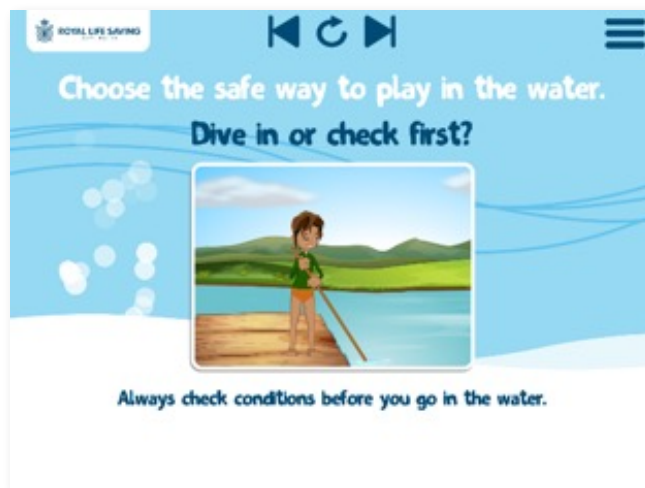 ROYAL LIFE SAVING
Choose the safe way to play in the water.
Dive in or check first?
Always check conditions before you go in the water.